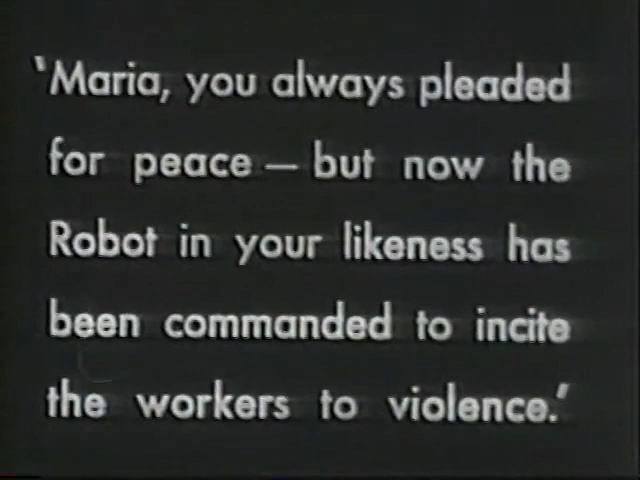 'Maria, you always pleaded
for peace — but now the
Robot in your likeness has
been commanded to incite
the workers to violence.'